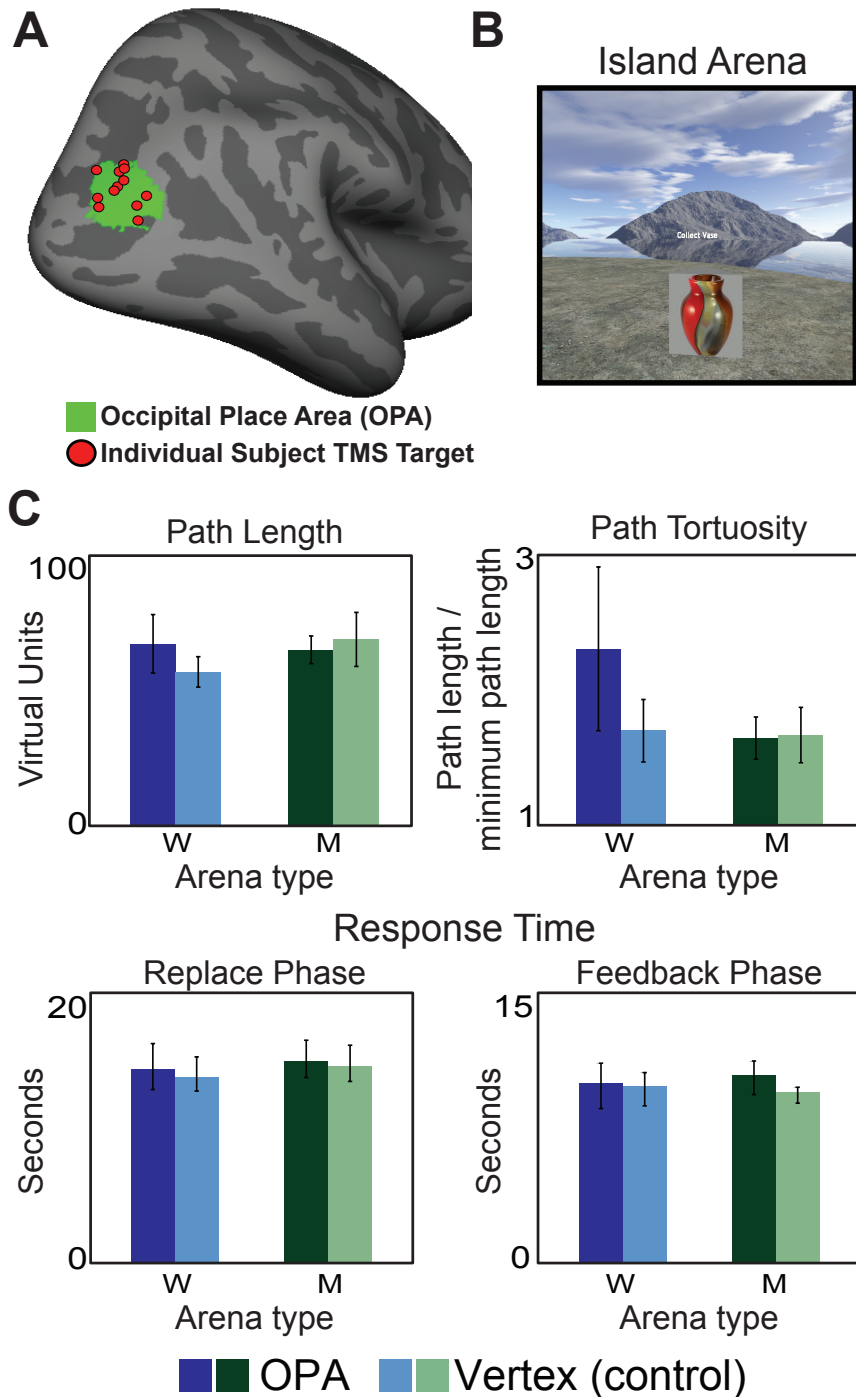 A
B
Island Arena
Collect Vase
Occipital Place Area (OPA)
Individual Subject TMS Target
C
Path Length
100
Virtual Units
0
W
M
Arena type
Path Tortuosity
3
Path length /
minimum path length
1
W
M
Arena type
Response Time
Replace Phase
20
Seconds
0
W
M
Arena type
Feedback Phase
15
Seconds
0
W
M
Arena type
OPA
Vertex (control)